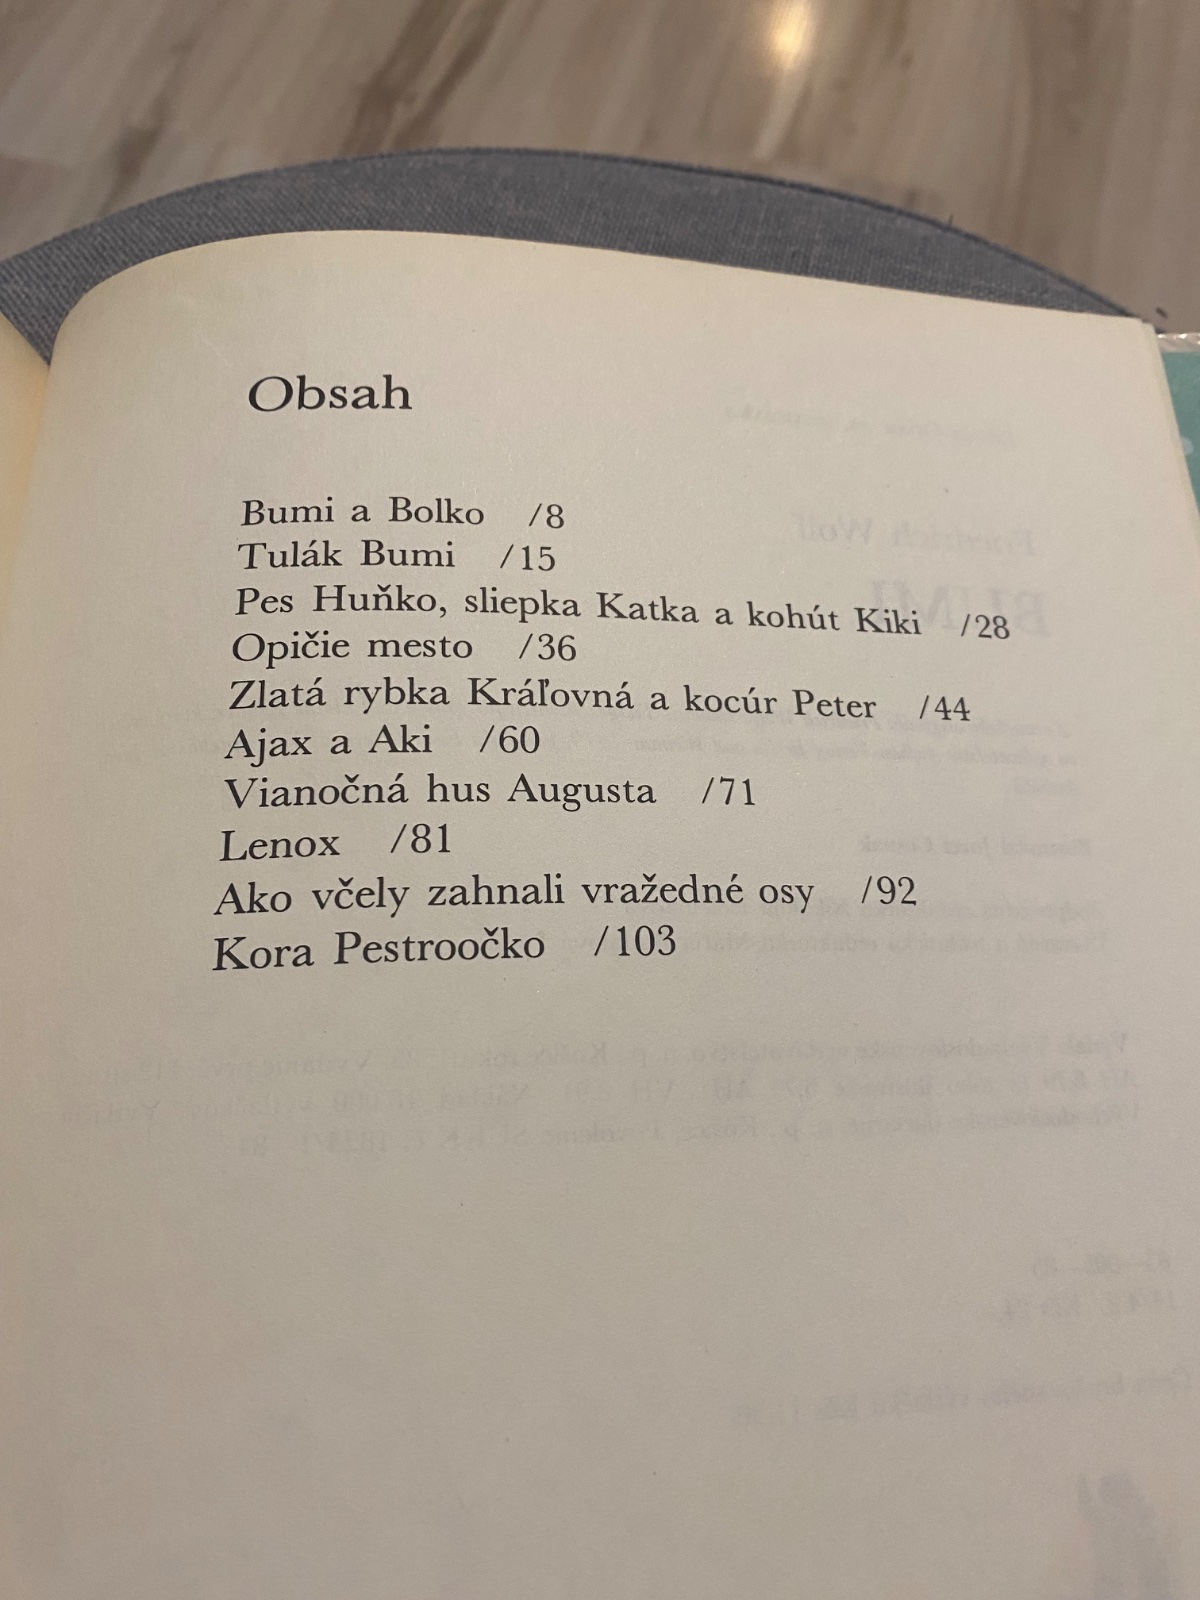 Obsah
Bumi a Bolko /8
Tulák Bumi /15
Pes Huňko, sliepka Katka a kohút Kiki /28
Opičie mesto /36
Zlatá rybka Kráľovná a kocúr Peter /44
Ajax a Aki /60
Vianočná hus Augusta /71
Lenox /81
Ako včely zahnali vražedné osy /92
Kora Pestroočko /103